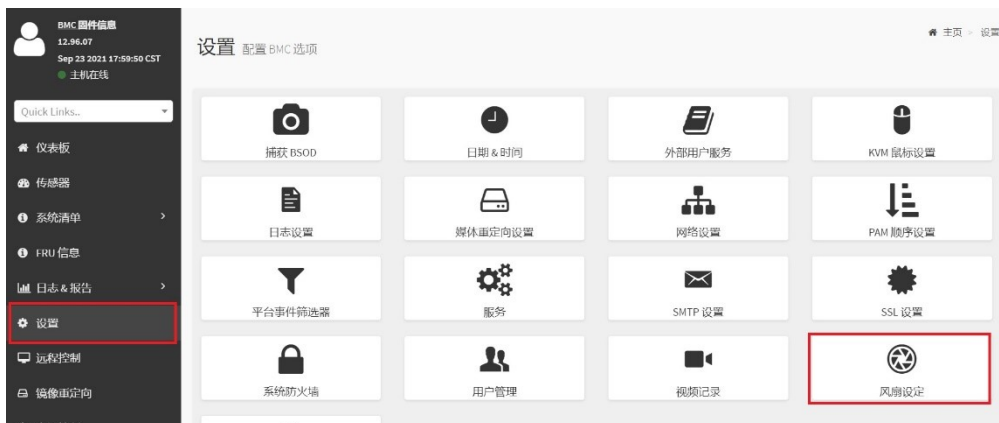 BMC 固件信息
12.96.07
Sep 23 2021 17:59:50 CST
主机在线
Quick Links..
仪表板
传感器
系统清单
FRU 信息
日志 & 报告
设置
远程控制
镜像重定向
设置 配置 BMC 选项
主页 > 设置
捕获 BSOD
日期 & 时间
外部用户服务
KVM 鼠标设置
日志设置
媒体重定向设置
网络设置
PAM 顺序设置
平台事件筛选器
服务
SMTP 设置
SSL 设置
系统防火墙
用户管理
视频记录
风扇设定